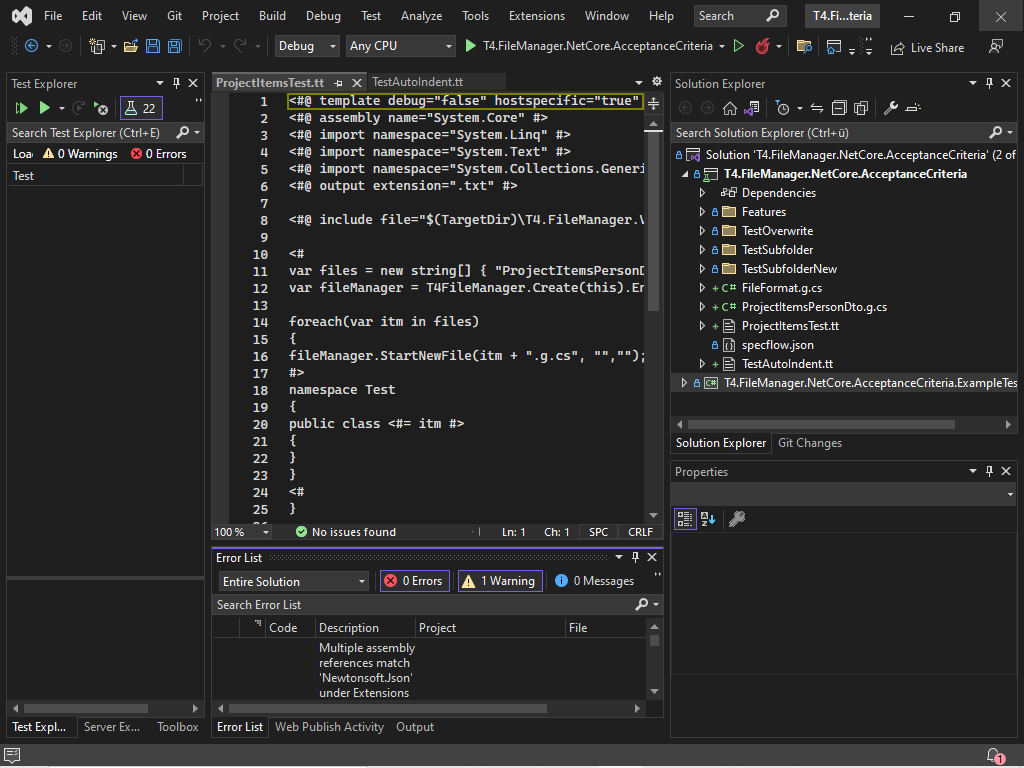 File Edit View Git Project Build Debug Test Analyze Tools Extensions Window Help Search T4.Fi...teria
Debug Any CPU T4.FileManager.NetCore.AcceptanceCriteria Live Share
Test Explorer
22
Search Test Explorer (Ctrl+E)
Loa 0 Warnings 0 Errors
Test
Test Expl... Server Ex... Toolbox
ProjectItemsTest.tt TestAutoIndent.tt
1 <#@ template debug="false" hostspecific="true"
2 <#@ assembly name="System.Core" #>
3 <#@ import namespace="System.Linq" #>
4 <#@ import namespace="System.Text" #>
5 <#@ import namespace="System.Collections.Generi
6 <#@ output extension=".txt" #>
7
8 <#@ include file="$(TargetDir)\T4.FileManager.V
9
10 <#
11 var files = new string[] { "ProjectItemsPersonD
12 var fileManager = T4FileManager.Create(this).En
13
14 foreach(var itm in files)
15 {
16 fileManager.StartNewFile(itm + ".g.cs", "","");
17 #>
18 namespace Test
19 {
20 public class <#= itm #>
21 {
22 }
23 }
24 <#
25 }
100 % No issues found Ln: 1 Ch: 1 SPC CRLF
Error List
Entire Solution 0 Errors 1 Warning 0 Messages
Search Error List
Code Description Project File
Multiple assembly
references match
'Newtonsoft.Json'
under Extensions
Error List Web Publish Activity Output
Solution Explorer
Search Solution Explorer (Ctrl+ü)
Solution 'T4.FileManager.NetCore.AcceptanceCriteria' (2 of
T4.FileManager.NetCore.AcceptanceCriteria
Dependencies
Features
TestOverwrite
TestSubfolder
TestSubfolderNew
C# FileFormat.g.cs
C# ProjectItemsPersonDto.g.cs
ProjectItemsTest.tt
specflow.json
TestAutoIndent.tt
C# T4.FileManager.NetCore.AcceptanceCriteria.ExampleTes
Solution Explorer Git Changes
Properties
1